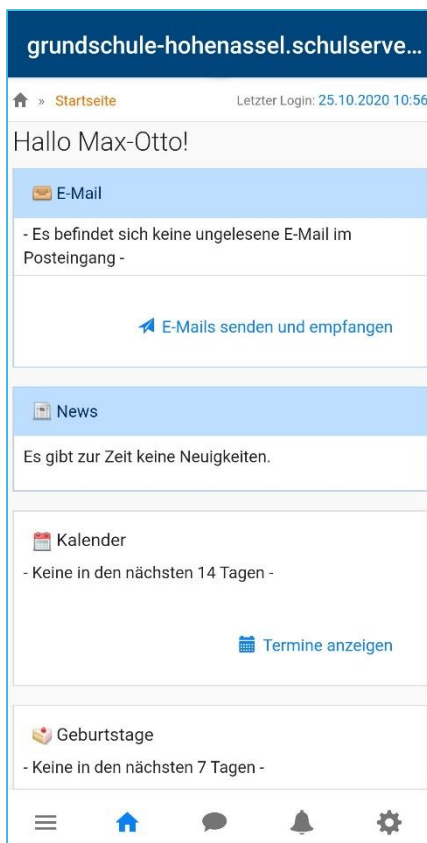 grundschule-hohenassel.schulserve...
» Startseite Letzter Login: 25.10.2020 10:56
Hallo Max-Otto!
E-Mail
- Es befindet sich keine ungelesene E-Mail im
Posteingang -
E-Mails senden und empfangen
News
Es gibt zur Zeit keine Neuigkeiten.
Kalender
- Keine in den nächsten 14 Tagen -
Termine anzeigen
Geburtstage
- Keine in den nächsten 7 Tagen -